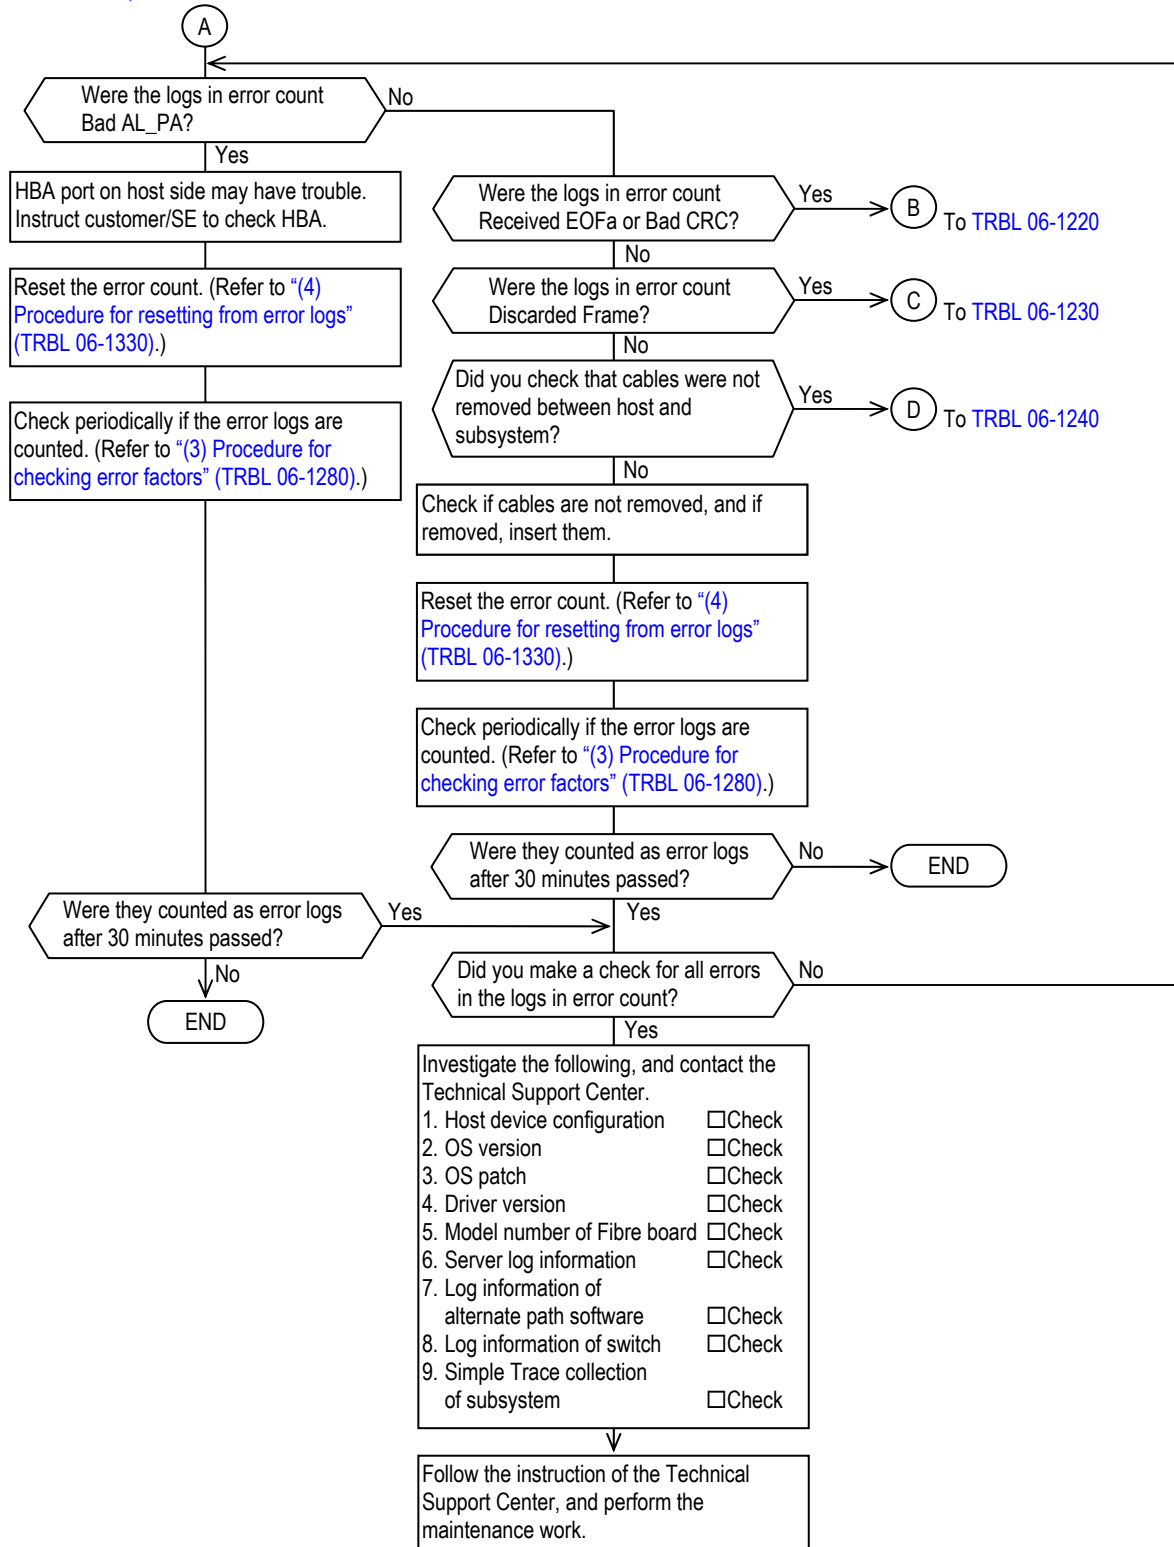 A
Were the logs in error count
Bad AL_PA?
No
Yes
HBA port on host side may have trouble.
Instruct customer/SE to check HBA.
Reset the error count. (Refer to “(4)
Procedure for resetting from error logs”
(TRBL 06-1330).)
Check periodically if the error logs are
counted. (Refer to “(3) Procedure for
checking error factors” (TRBL 06-1280).)
Were they counted as error logs
after 30 minutes passed?
Yes
No
END
Were the logs in error count
Received EOFa or Bad CRC?
Yes
B
To TRBL 06-1220
No
Were the logs in error count
Discarded Frame?
Yes
C
To TRBL 06-1230
No
Did you check that cables were not
removed between host and
subsystem?
Yes
D
To TRBL 06-1240
No
Check if cables are not removed, and if
removed, insert them.
Reset the error count. (Refer to “(4)
Procedure for resetting from error logs”
(TRBL 06-1330).)
Check periodically if the error logs are
counted. (Refer to “(3) Procedure for
checking error factors” (TRBL 06-1280).)
Were they counted as error logs
after 30 minutes passed?
No
END
Yes
Did you make a check for all errors
in the logs in error count?
No
Yes
Investigate the following, and contact the
Technical Support Center.
1. Host device configuration ☐Check
2. OS version ☐Check
3. OS patch ☐Check
4. Driver version ☐Check
5. Model number of Fibre board ☐Check
6. Server log information ☐Check
7. Log information of
alternate path software ☐Check
8. Log information of switch ☐Check
9. Simple Trace collection
of subsystem ☐Check
Follow the instruction of the Technical
Support Center, and perform the
maintenance work.